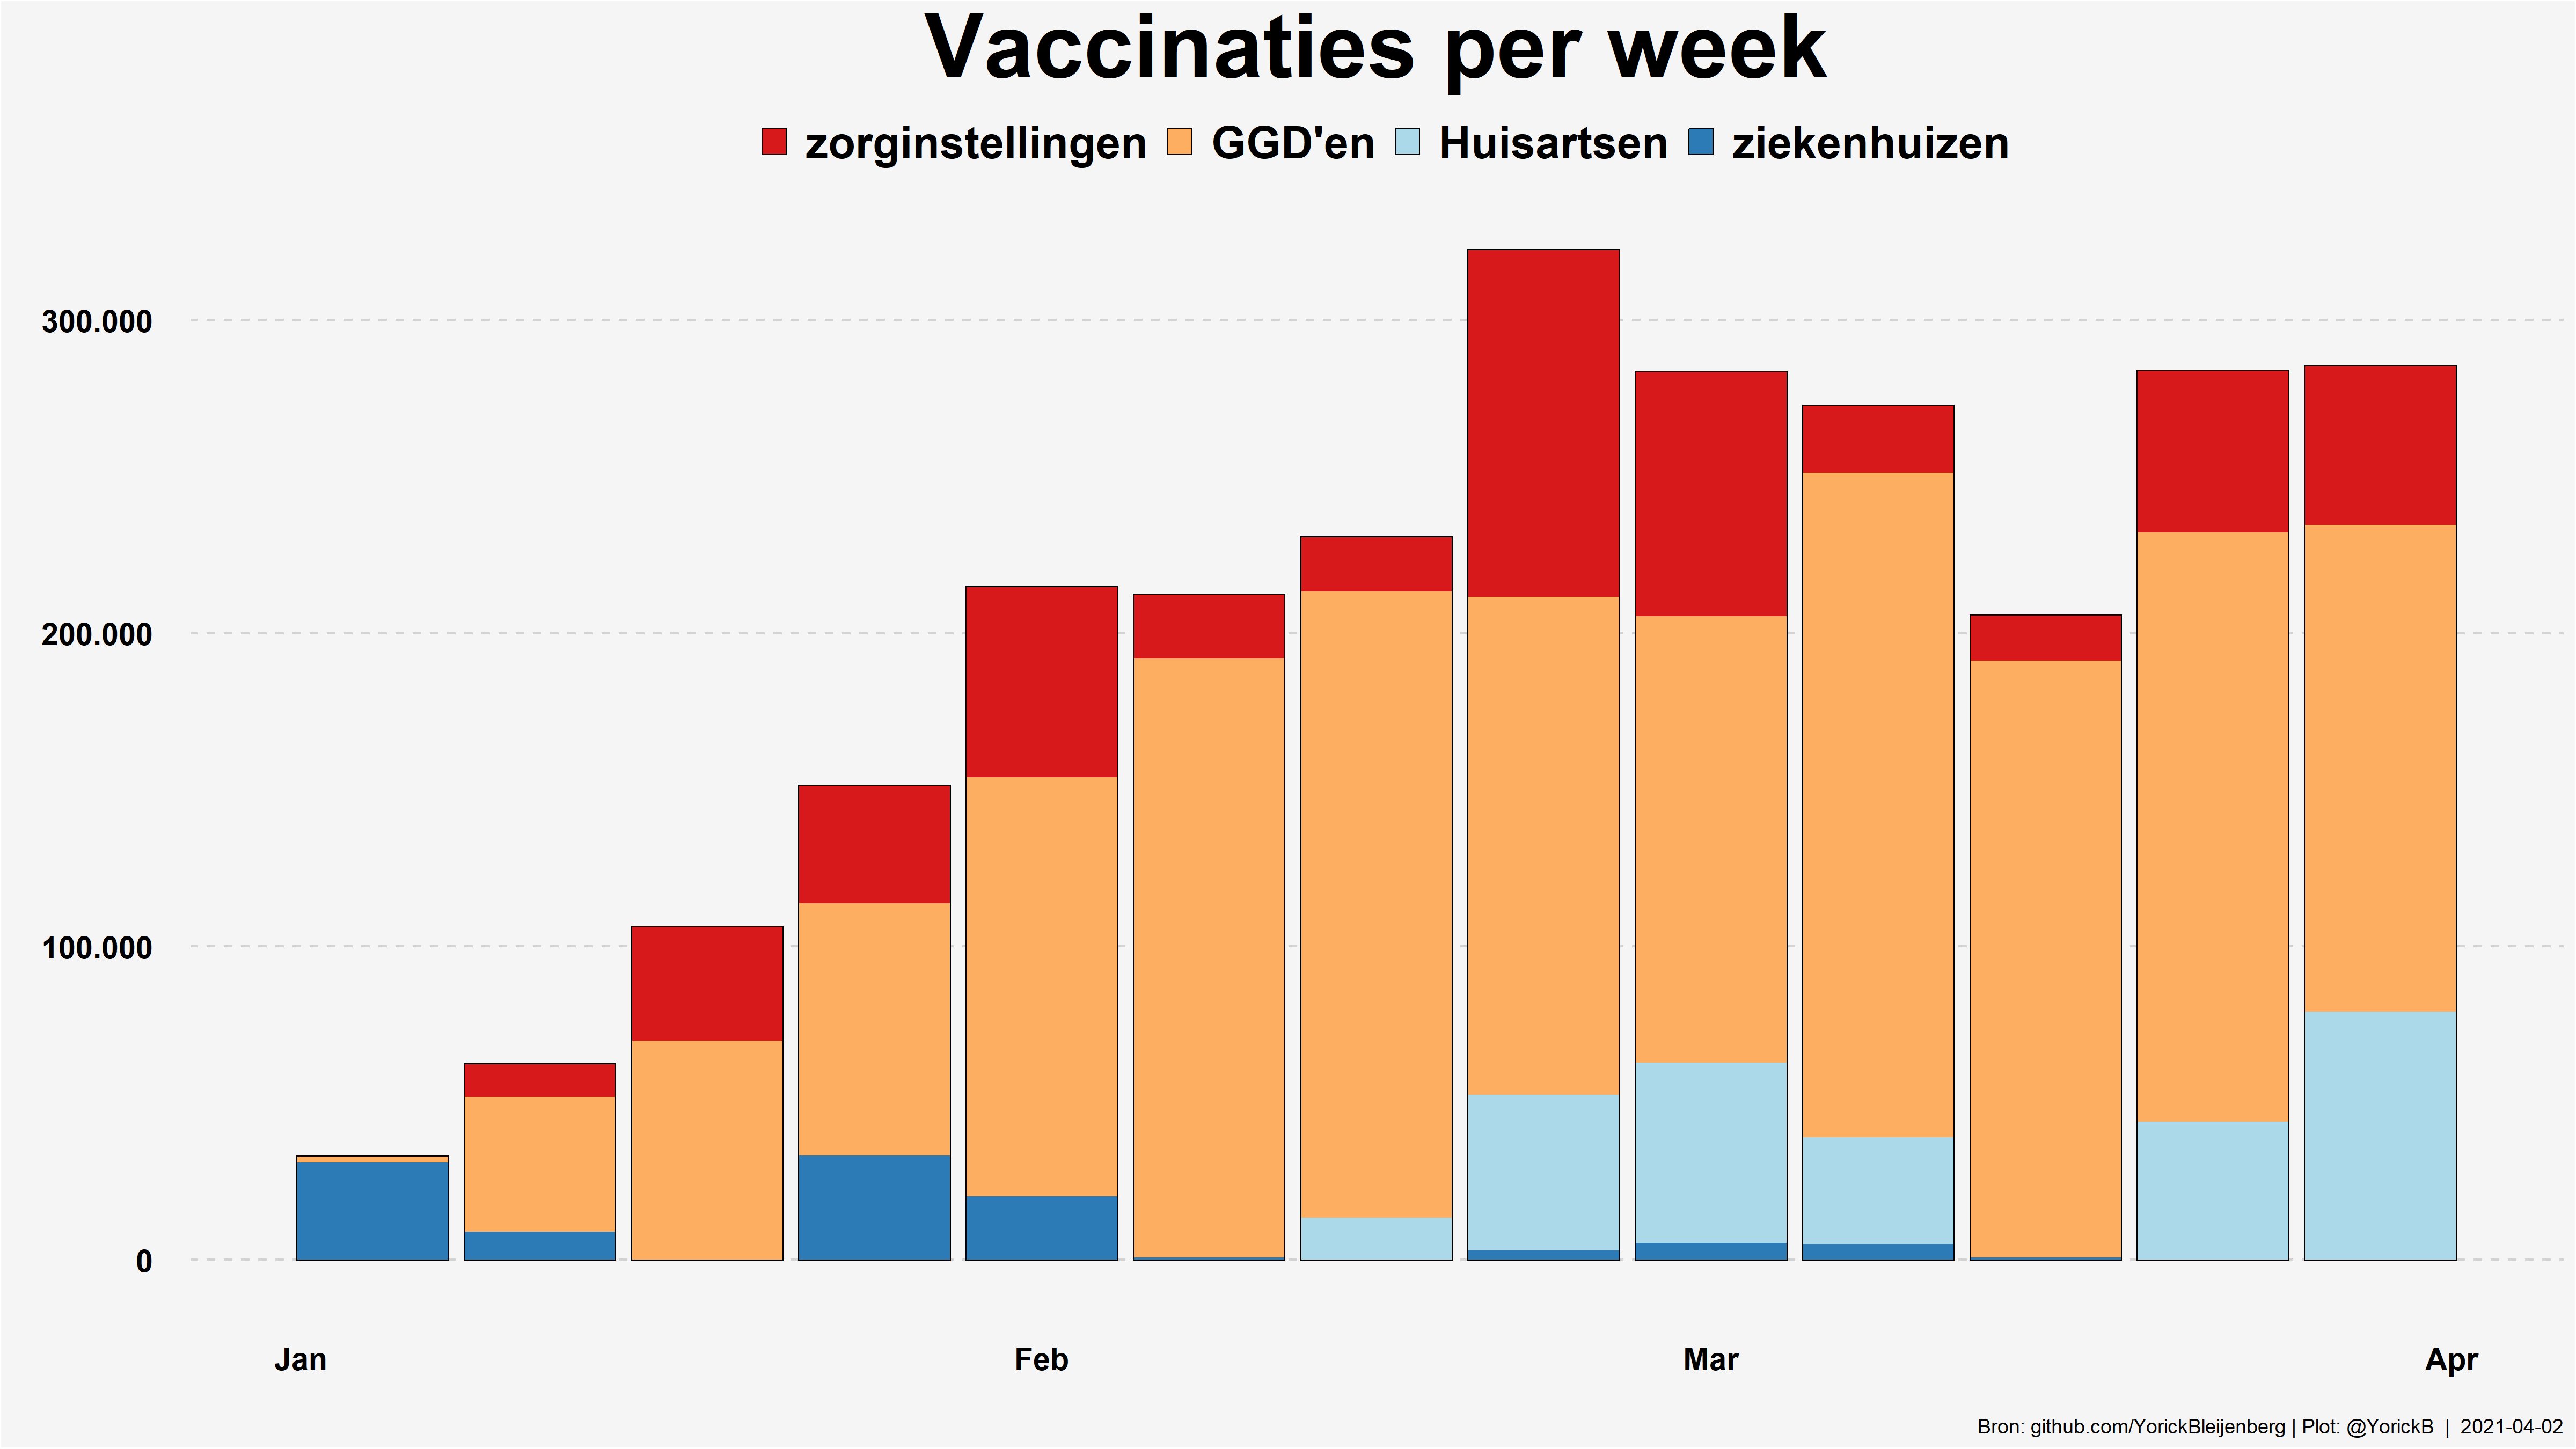 Vaccinaties per week
zorginstellingen GGD'en Huisartsen ziekenhuizen
300.000
200.000
100.000
0
Jan Feb Mar Apr
Bron: github.com/YorickBleijenberg | Plot: @YorickB | 2021-04-02